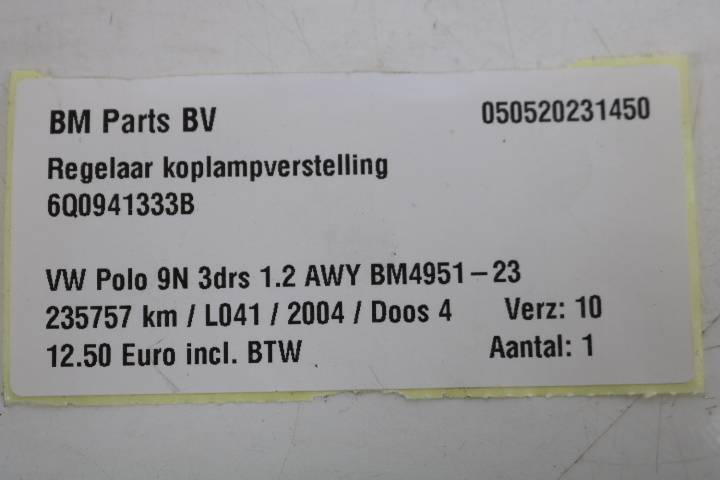 BM Parts BV 050520231450
Regelaar koplampverstelling
6Q0941333B
VW Polo 9N 3drs 1.2 AWY BM4951-23
235757 km / L041 / 2004 / Doos 4 Verz: 10
12.50 Euro incl. BTW Aantal: 1